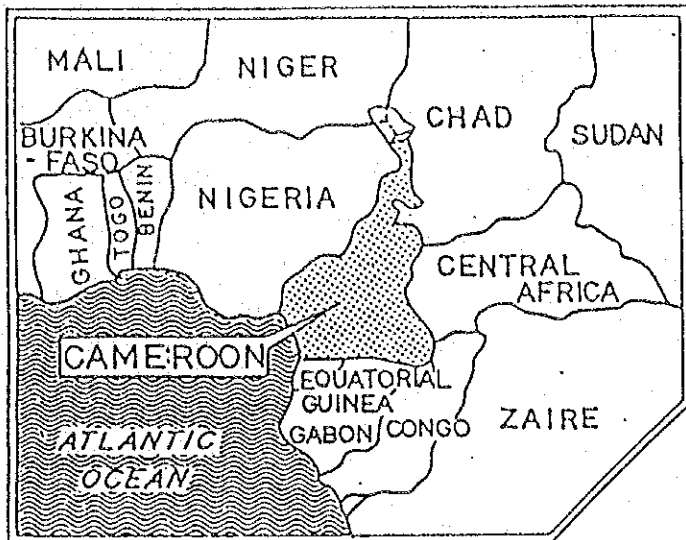 MALI
NIGER
CHAD
SUDAN
BURKINA
- FASO
GHANA
TOGO
BENIN
NIGERIA
CENTRAL
AFRICA
CAMEROON
EQUATORIAL
GUINEA
GABON
CONGO
ZAIRE
ATLANTIC
OCEAN